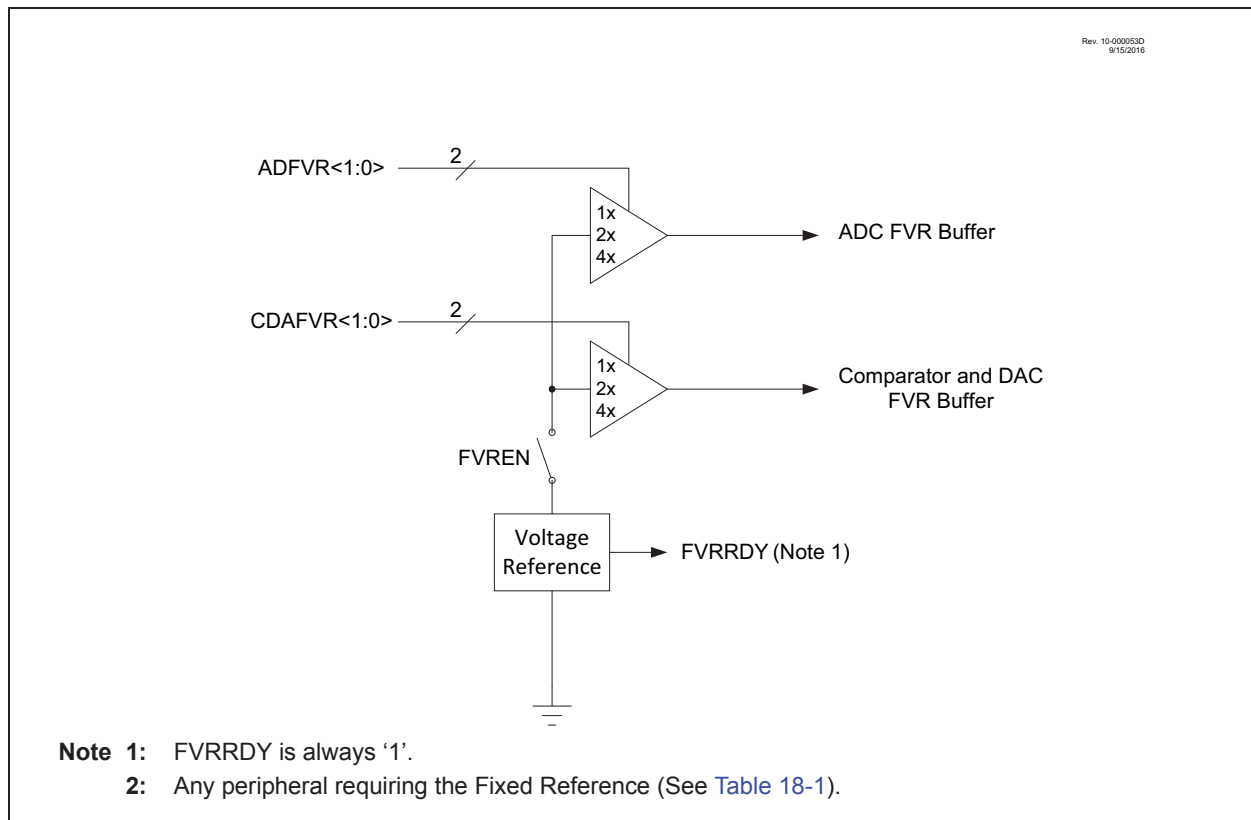 Rev. 10-000053D
9/15/2016
ADFVR<1:0>
2
1x
2x
4x
ADC FVR Buffer
CDAFVR<1:0>
2
1x
2x
4x
Comparator and DAC
FVR Buffer
FVREN
Voltage
Reference
FVRRDY (Note 1)
Note 1: FVRRDY is always ‘1’.
2: Any peripheral requiring the Fixed Reference (See Table 18-1).